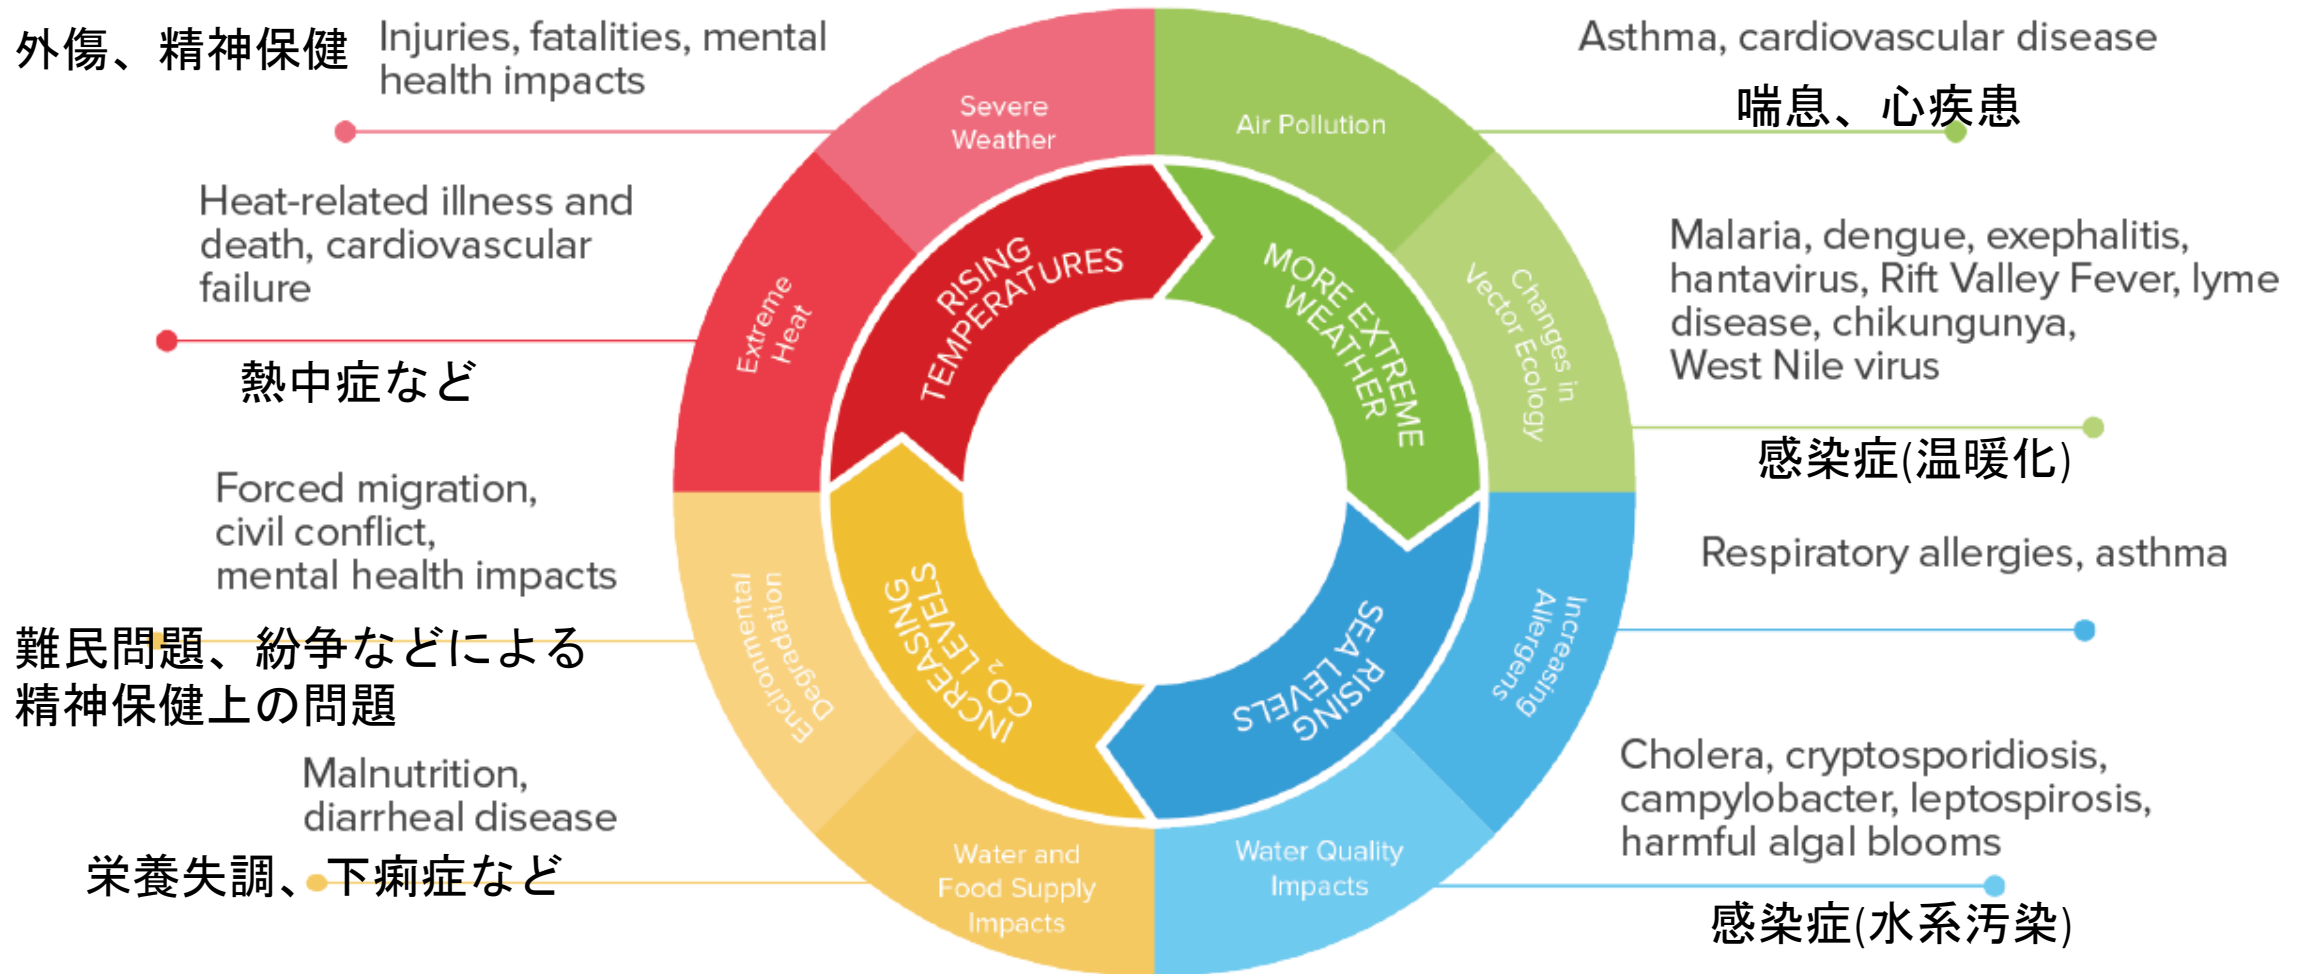 外傷、精神保健
Injuries, fatalities, mental
health impacts
Heat-related illness and
death, cardiovascular
failure
熱中症など
Forced migration,
civil conflict,
mental health impacts
難民問題、紛争などによる
精神保健上の問題
Malnutrition,
diarrheal disease
栄養失調、下痢症など
Severe
Weather
Air Pollution
Extreme
Heat
Changes in
Vector Ecology
RISING
TEMPERATURES
MORE EXTREME
WEATHER
INCREASING
CO₂ LEVELS
RISING
SEA LEVELS
Environmental
Degradation
Increasing
Allergens
Water and
Food Supply
Impacts
Water Quality
Impacts
Asthma, cardiovascular disease
喘息、心疾患
Malaria, dengue, exephalitis,
hantavirus, Rift Valley Fever, lyme
disease, chikungunya,
West Nile virus
感染症(温暖化)
Respiratory allergies, asthma
Cholera, cryptosporidiosis,
campylobacter, leptospirosis,
harmful algal blooms
感染症(水系汚染)